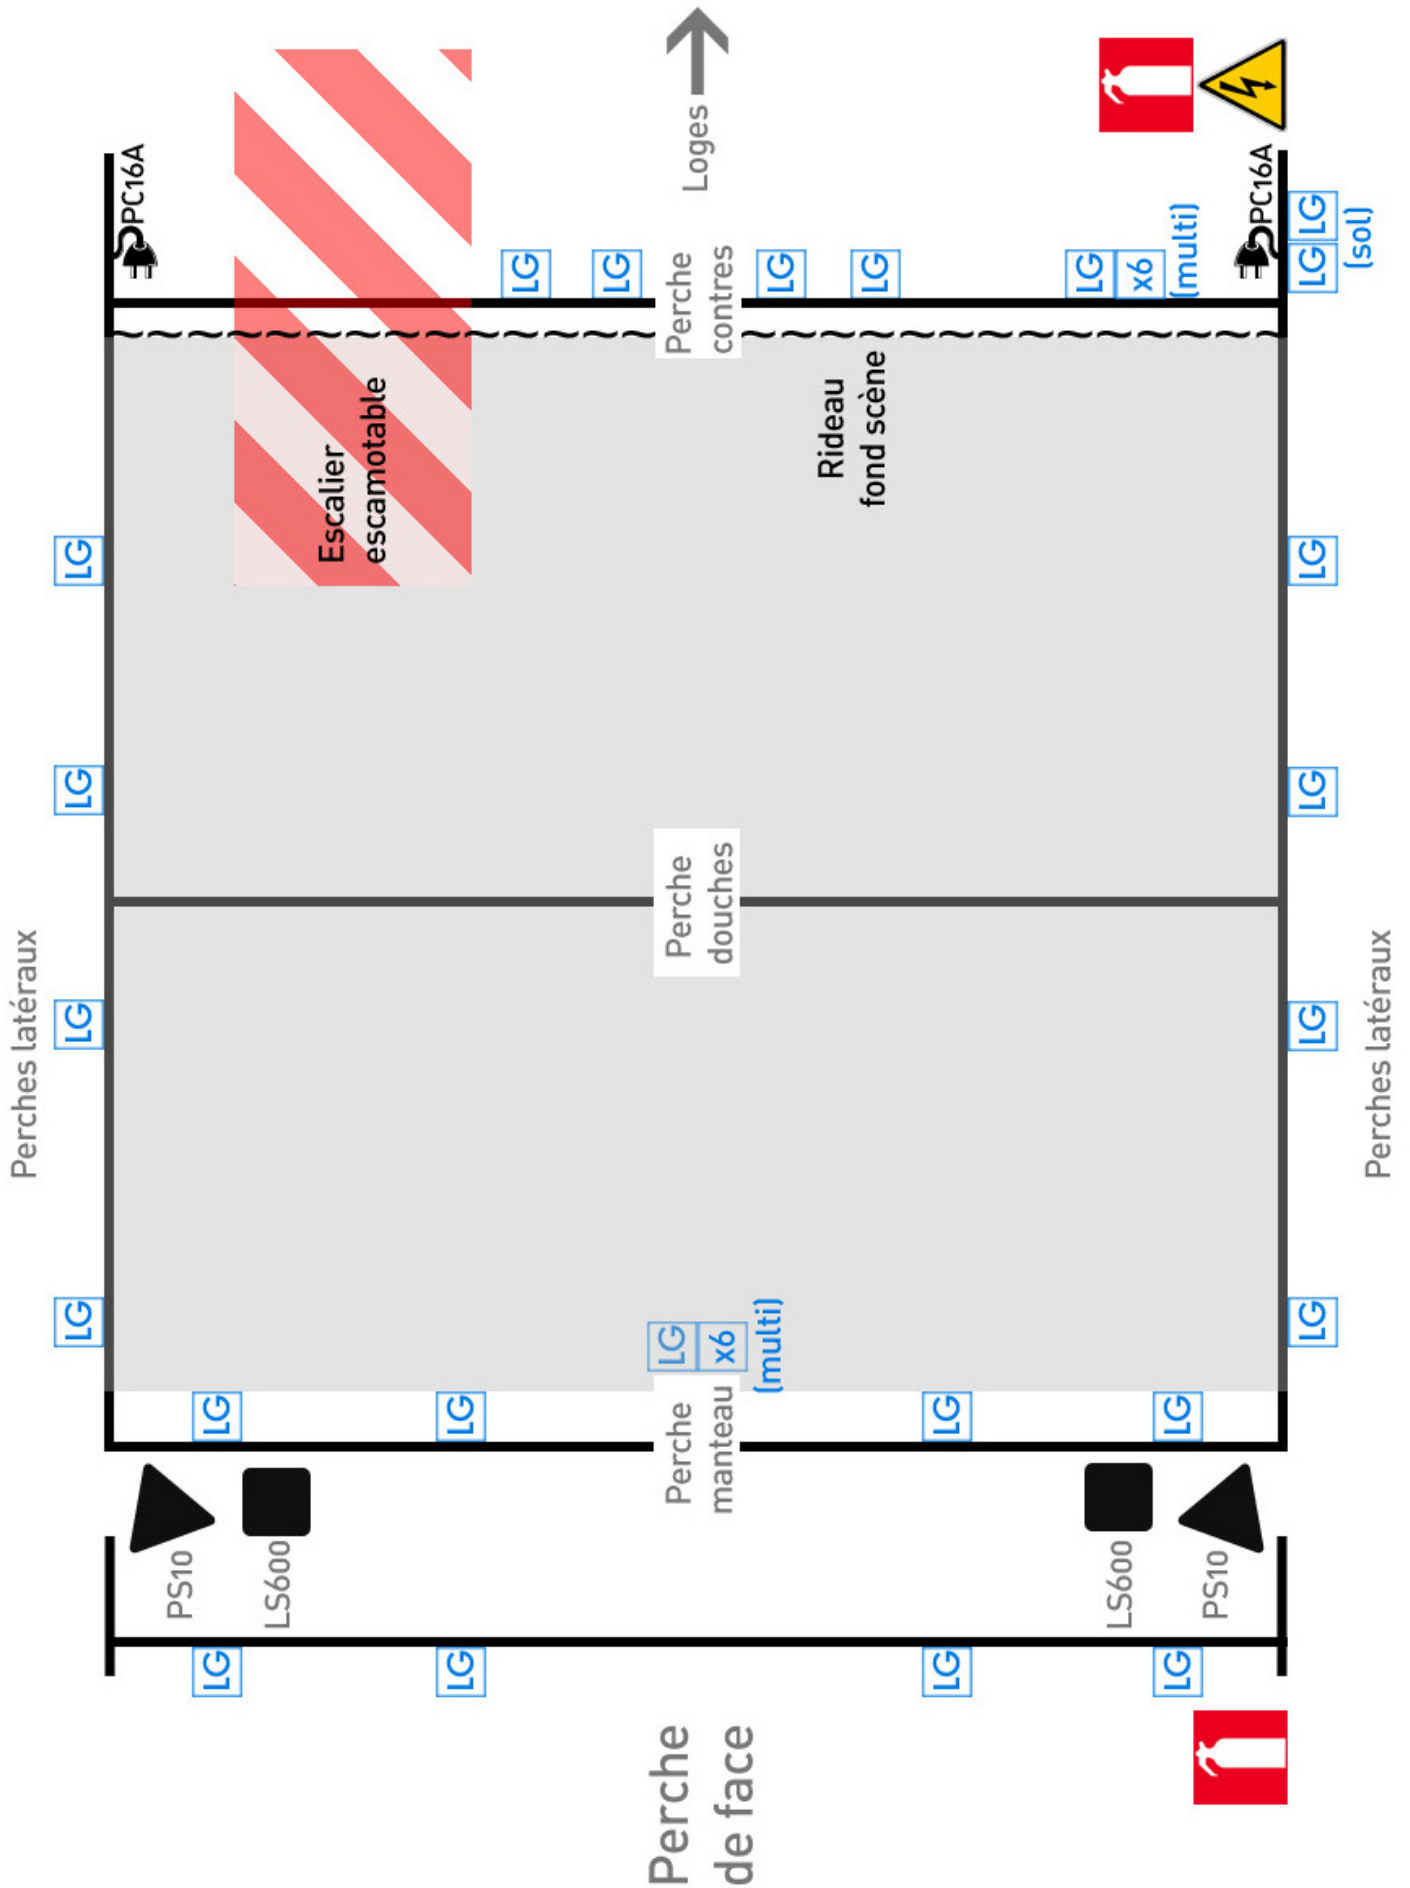 Perches latéraux
LG
LG
LG
LG
PC16A
PS10
LG
LG
LS600
Escalier
escamotable
LG
LG
LG
LG
Perche
de face
Perche
manteau
LG
x6
(multi)
Perche
douches
Perche
contres
Loges
LG
Rideau
fond scène
LG
LG
LG
LG
x6
(multi)
LS600
LG
LG
PS10
PC16A
LG
LG
LG
LG
LG
LG
(sol)
Perches latéraux